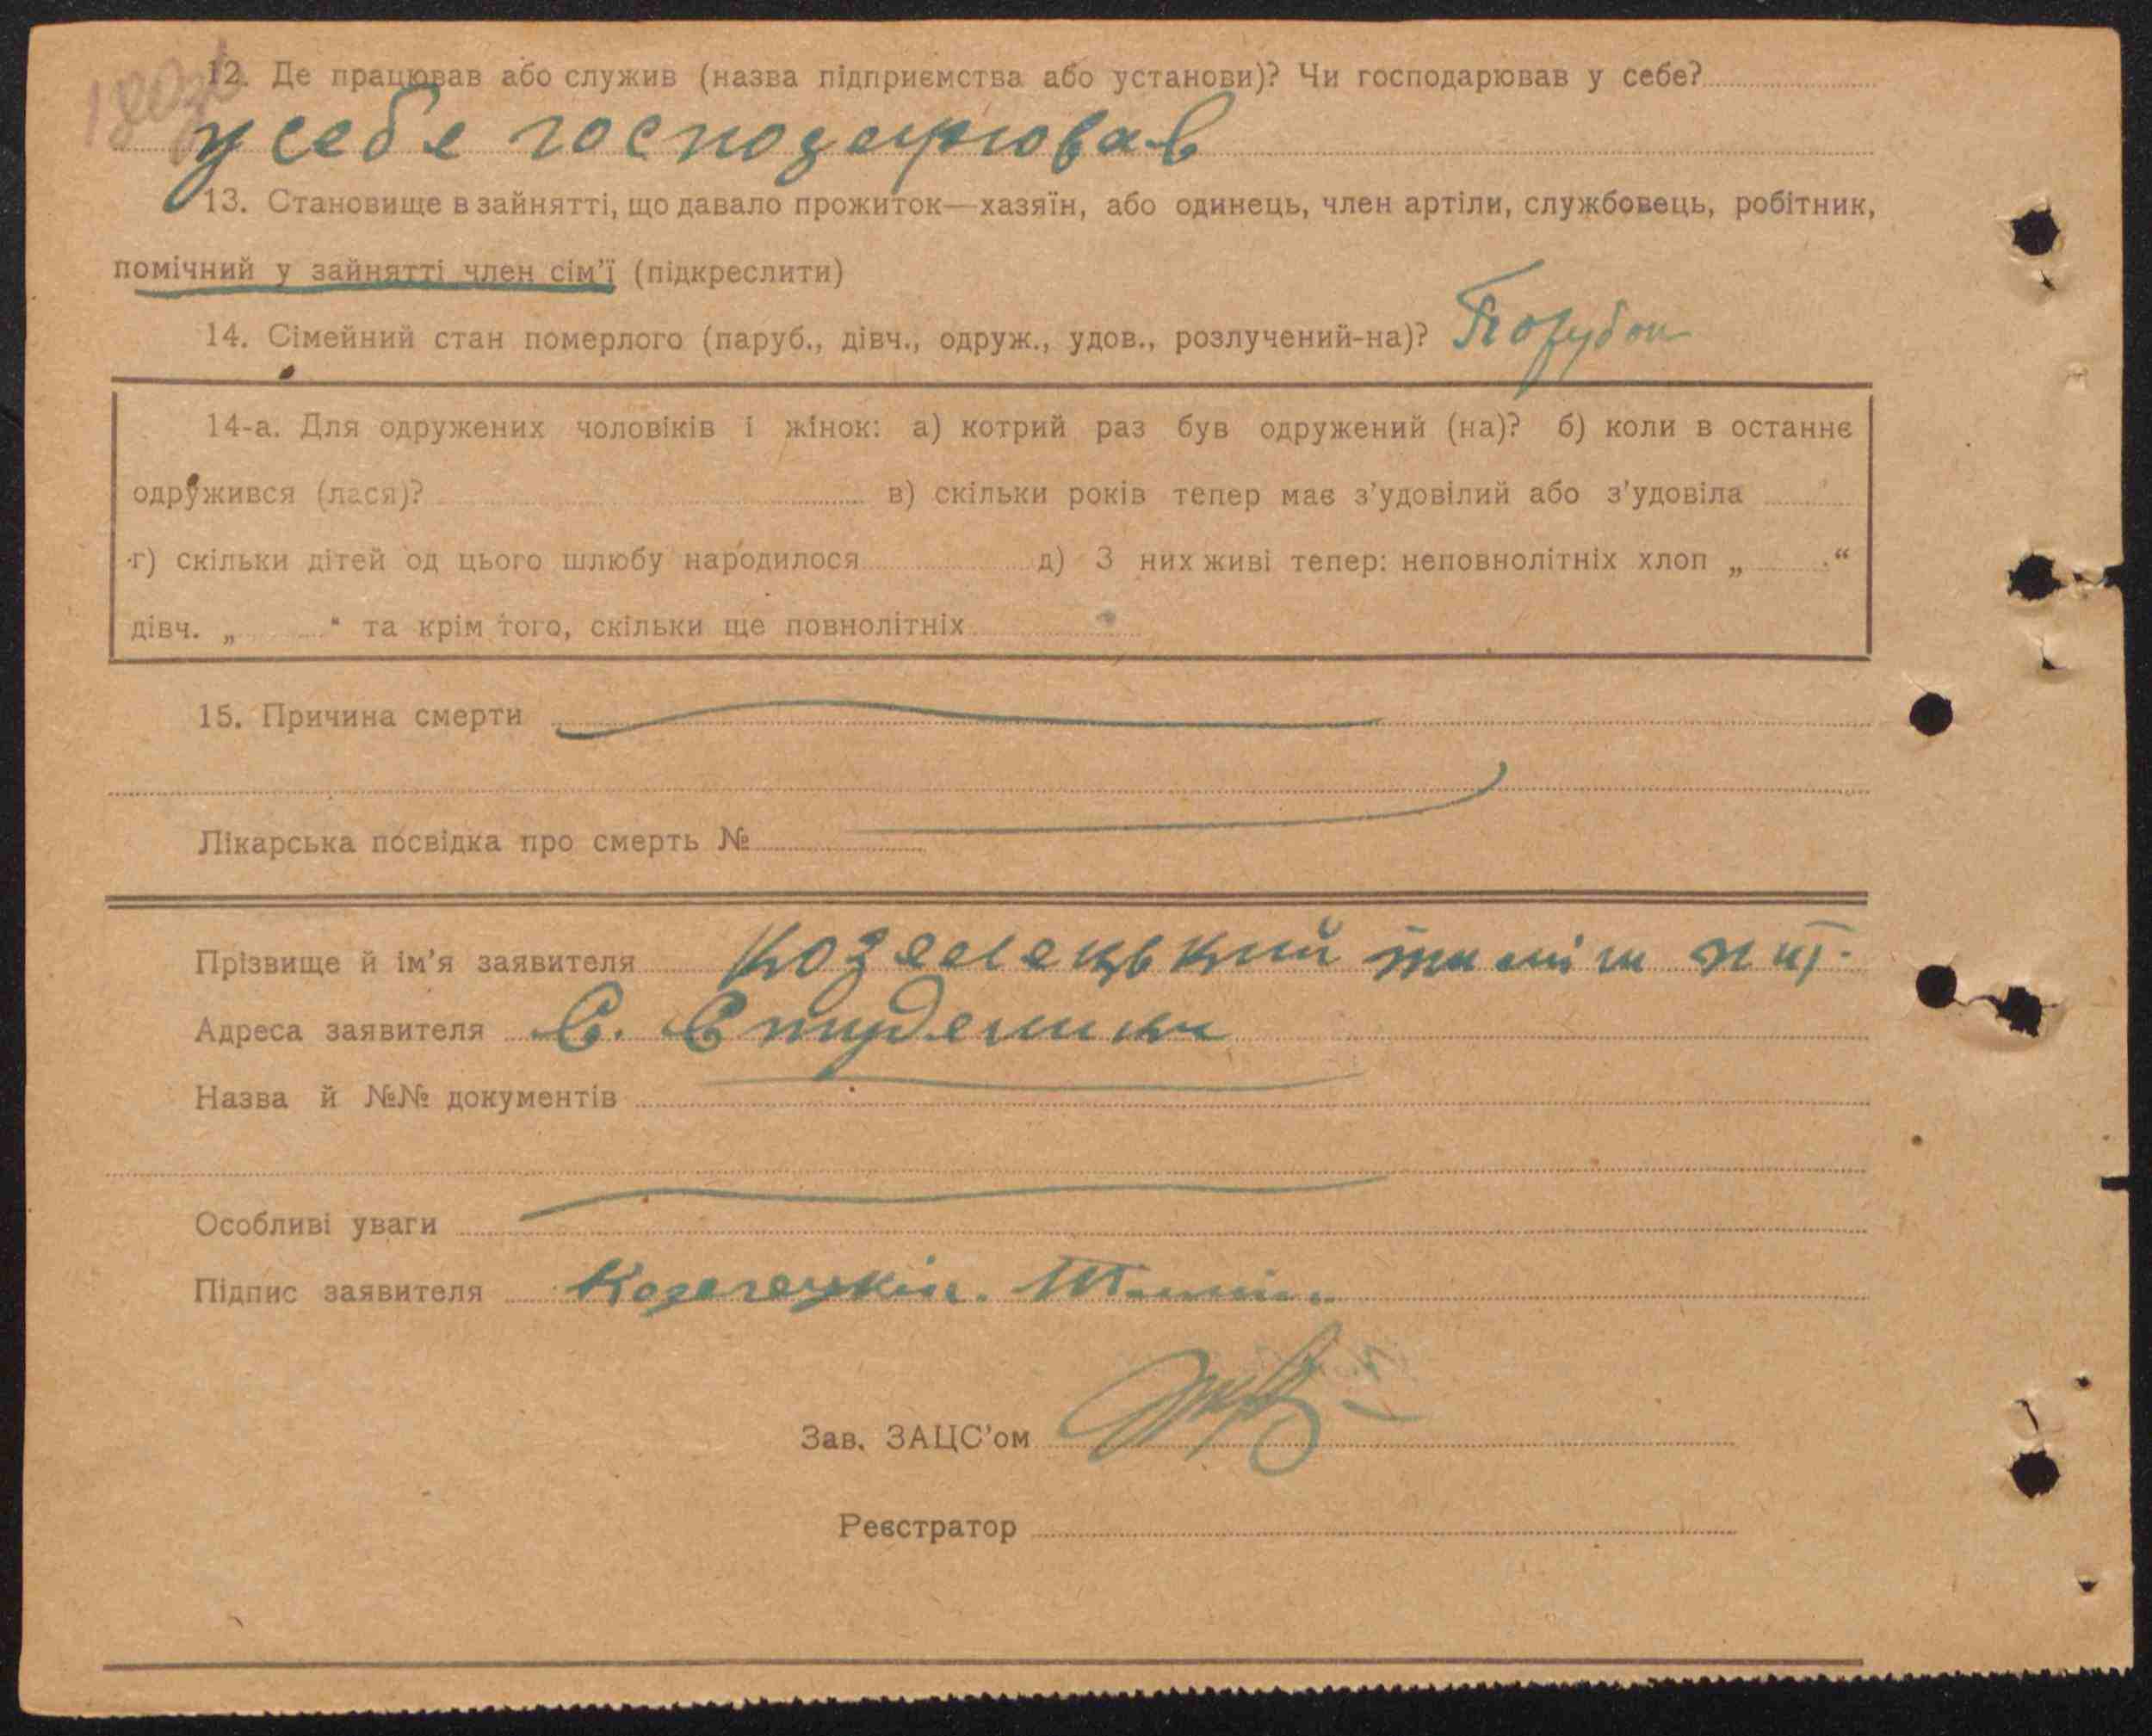 180зв
12. Де працював або служив (назва підприємства або установи)? Чи господарював у себе?
у себе господарював
13. Становище в зайнятті, що давало прожиток—хазяїн, або одинець, член артіли, службовець, робітник,
помічний у зайнятті член сім’ї (підкреслити)
14. Сімейний стан померлого (паруб., дівч., одруж., удов., розлучений-на)?
14-а. Для одружених чоловіків і жінок: а) котрий раз був одружений (на)? б) коли в останнє
одружився (лася)? в) скільки років тепер має з’удовілий або з’удовіла
г) скільки дітей од цього шлюбу народилося д) З них живі тепер: неповнолітніх хлоп „ “
дівч. „ “ та крім того, скільки ще повнолітніх
15. Причина смерти
Лікарська посвідка про смерть №
Прізвище й ім’я заявителя Козелецький
Адреса заявителя С. Студеники
Назва й №№ документів
Особливі уваги
Підпис заявителя
Зав. ЗАЦС’ом
Реєстратор